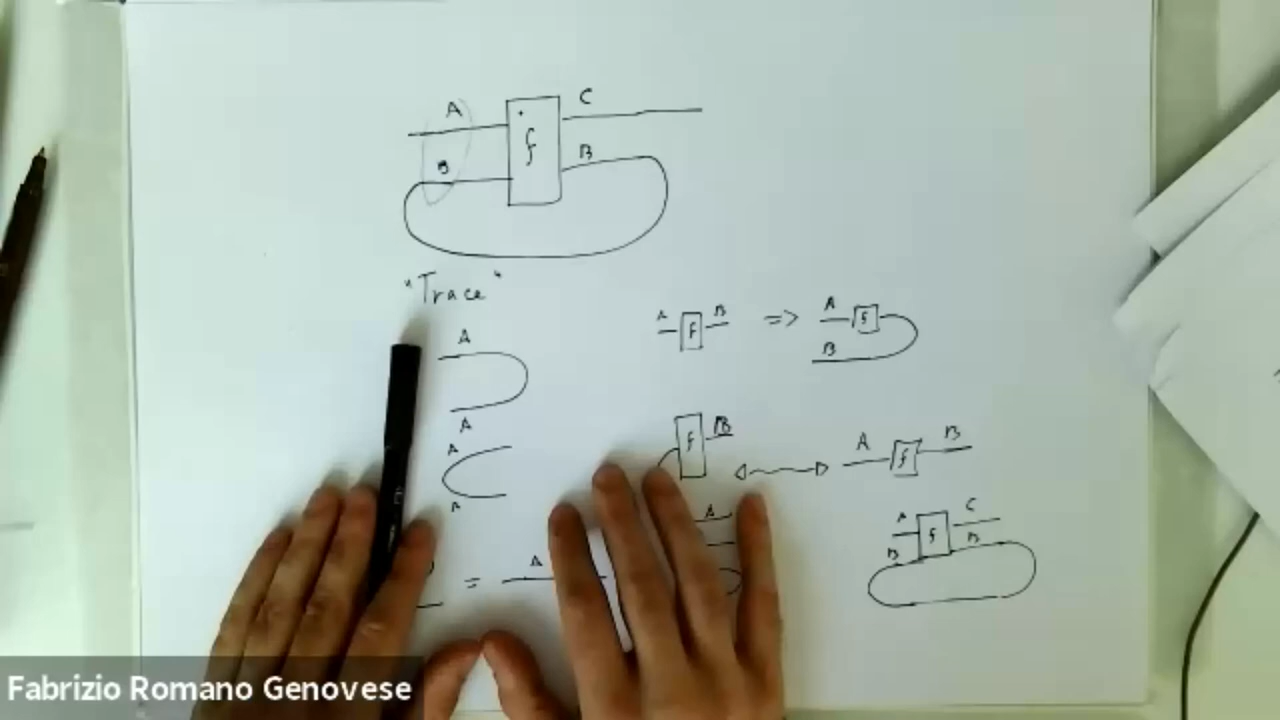 A C
B f B
"Trace"
A B => A f
f B
A
A
f B A f B
A
A
A C
f
B B
A
= A
Fabrizio Romano Genovese